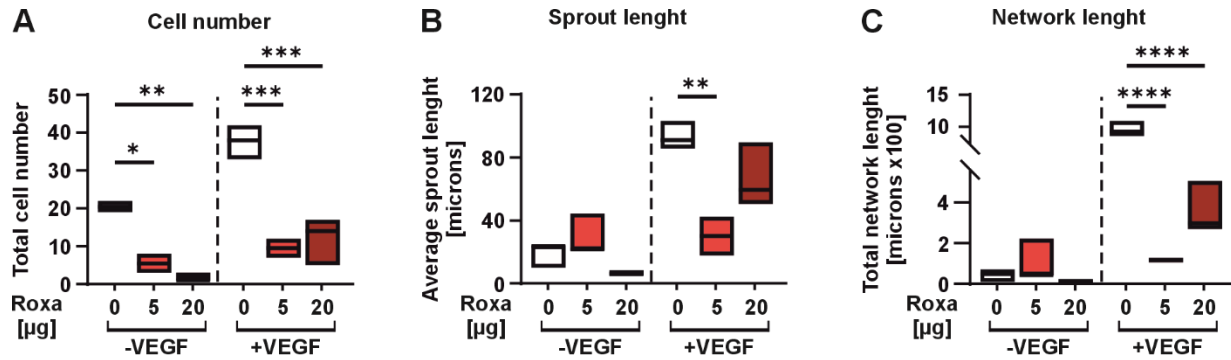 A Cell number
Total cell number
50
40
30
20
10
0
*
**
***
***
Roxa
[µg]
0 5 20 0 5 20
-VEGF +VEGF
B Sprout lenght
Average sprout lenght
[microns]
120
80
40
0
**
0 5 20 0 5 20
-VEGF +VEGF
C Network lenght
Total network lenght
[microns x100]
15
10
4
2
0
****
****
Roxa
[µg]
0 5 20 0 5 20
-VEGF +VEGF